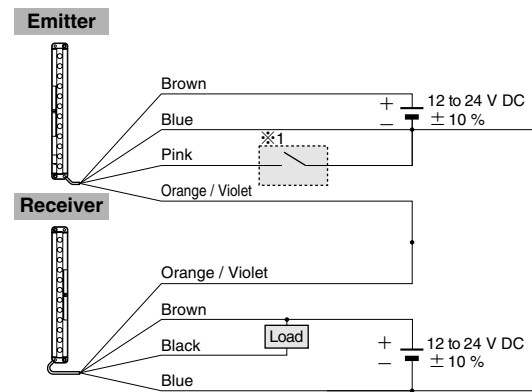 Emitter
Brown
+ 12 to 24 V DC
Blue
− ± 10 %
※1
Pink
Orange / Violet
Receiver
Orange / Violet
Brown
Load
Black
+ 12 to 24 V DC
− ± 10 %
Blue